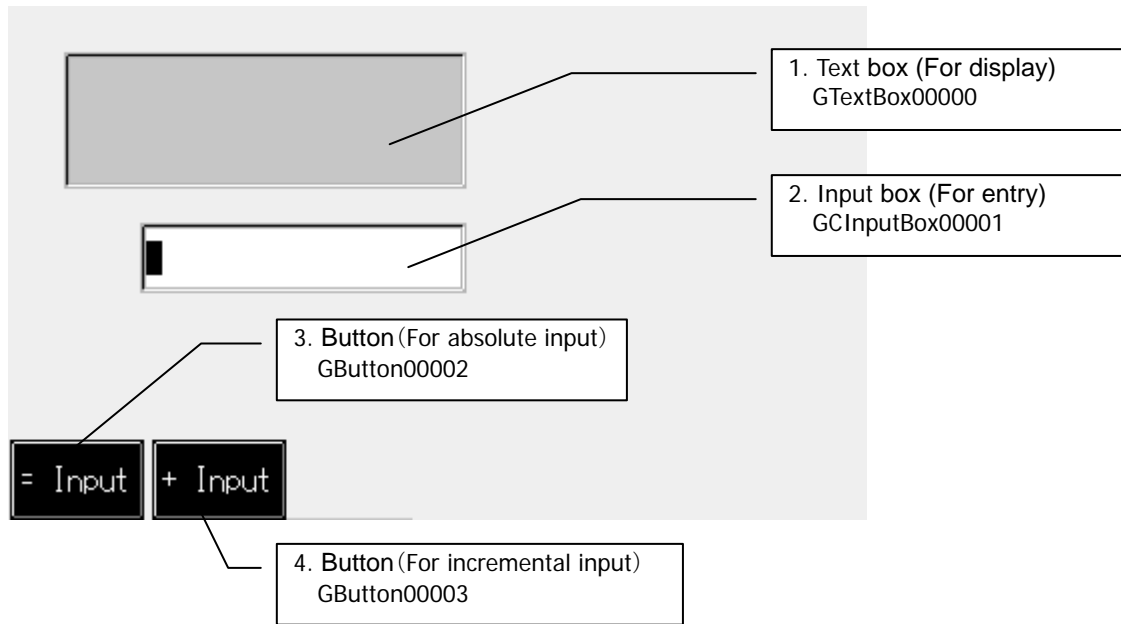 1. Text box (For display)
GTextBox00000
2. Input box (For entry)
GCInputBox00001
3. Button（For absolute input）
GButton00002
= Input
+ Input
4. Button（For incremental input）
GButton00003